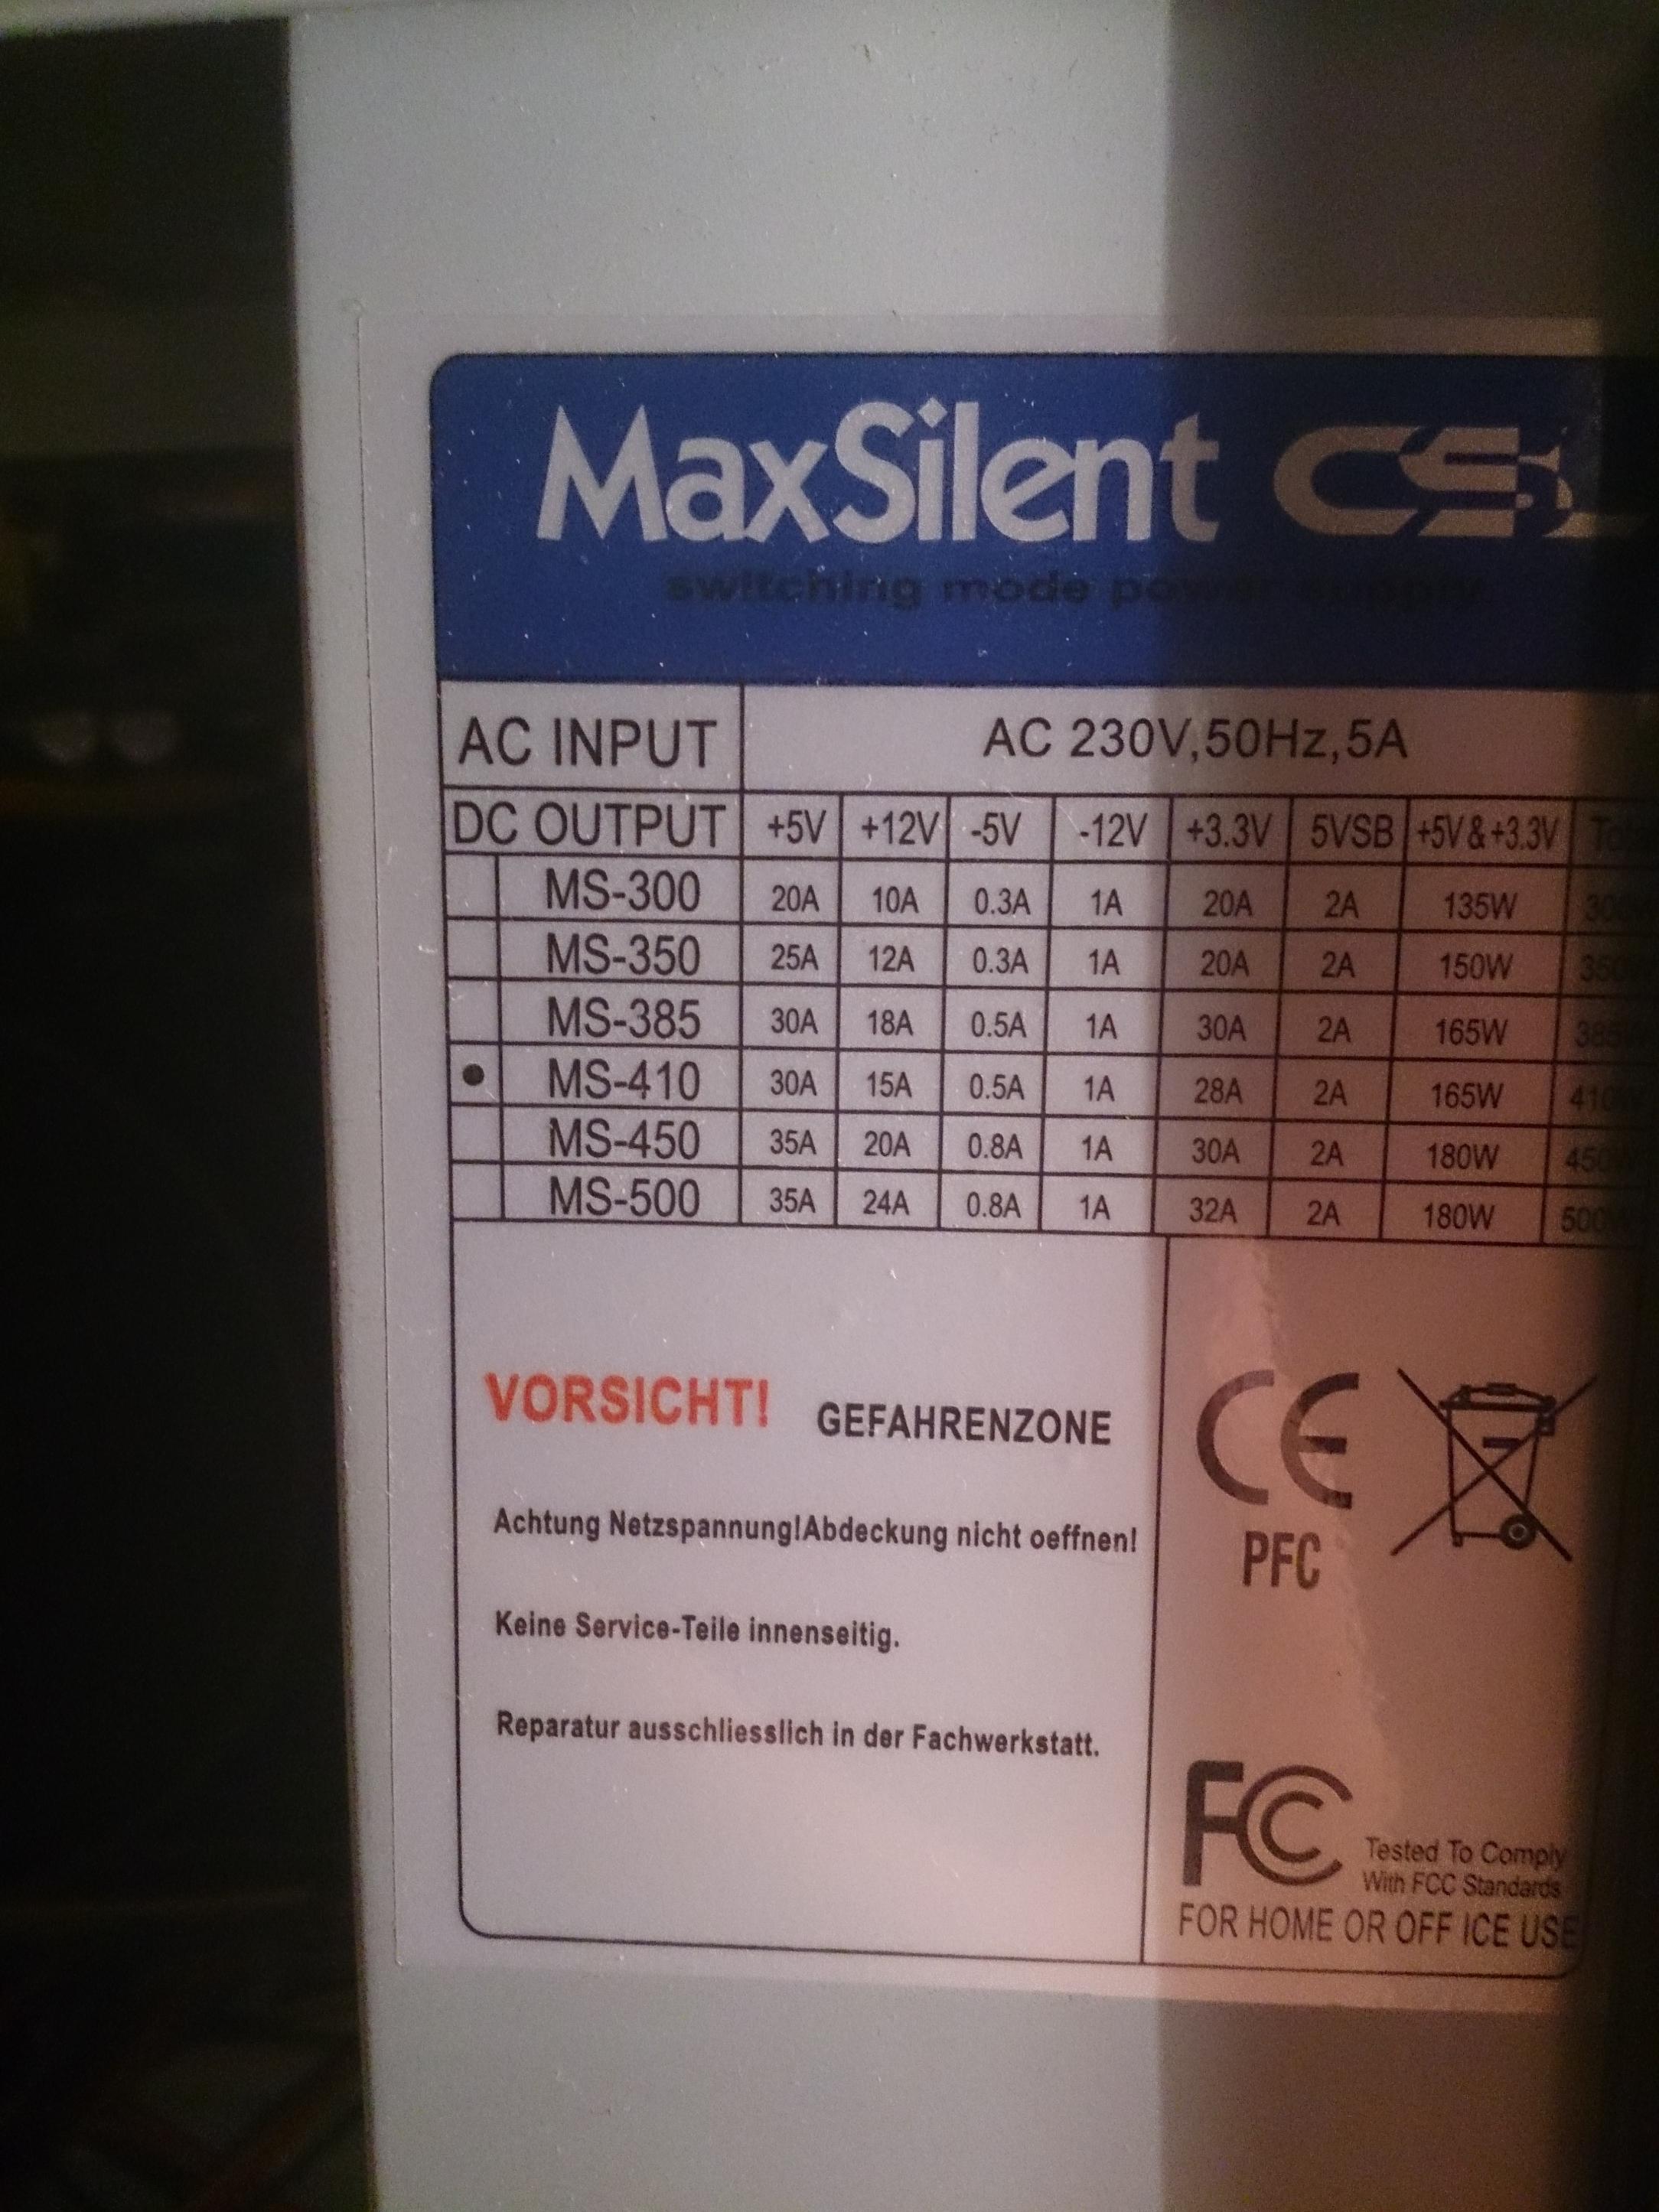 MaxSilent CSL
switching mode power supply
AC INPUT AC 230V,50Hz,5A
DC OUTPUT +5V +12V -5V -12V +3.3V 5VSB +5V&+3.3V
MS-300 20A 10A 0.3A 1A 20A 2A 135W
MS-350 25A 12A 0.3A 1A 20A 2A 150W
MS-385 30A 18A 0.5A 1A 30A 2A 165W
● MS-410 30A 15A 0.5A 1A 28A 2A 165W
MS-450 35A 20A 0.8A 1A 30A 2A 180W
MS-500 35A 24A 0.8A 1A 32A 2A 180W
VORSICHT! GEFAHRENZONE
Achtung Netzspannung!Abdeckung nicht oeffnen!
Keine Service-Teile innenseitig.
Reparatur ausschliesslich in der Fachwerkstatt.
CE
PFC
FC Tested To Comply
With FCC Standards
FOR HOME OR OFF ICE USE